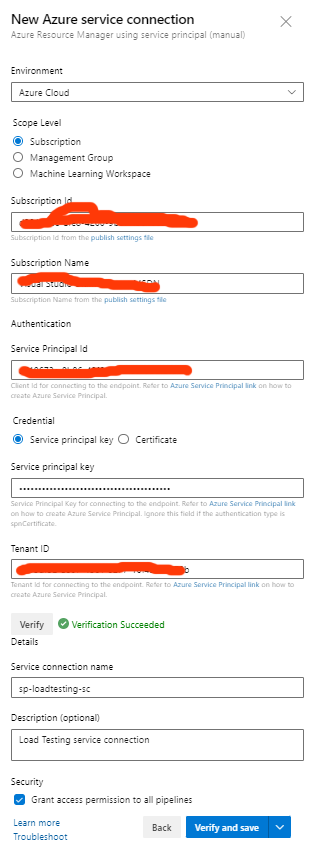 New Azure service connection
Azure Resource Manager using service principal (manual)
Environment
Azure Cloud
Scope Level
Subscription
Management Group
Machine Learning Workspace
Subscription Id
Subscription Id from the publish settings file
Subscription Name
Studio
Subscription Name from the publish settings file
Authentication
Service Principal Id
Client Id for connecting to the endpoint. Refer to Azure Service Principal link on how to
create Azure Service Principal.
Credential
Service principal key
Certificate
Service principal key
Service Principal Key for connecting to the endpoint. Refer to Azure Service Principal link
on how to create Azure Service Principal. Ignore this field if the authentication type is
spnCertificate.
Tenant ID
b
Tenant Id for connecting to the endpoint. Refer to Azure Service Principal link on how to
create Azure Service Principal.
Verify
Verification Succeeded
Details
Service connection name
sp-loadtesting-sc
Description (optional)
Load Testing service connection
Security
Grant access permission to all pipelines
Learn more
Troubleshoot
Back
Verify and save